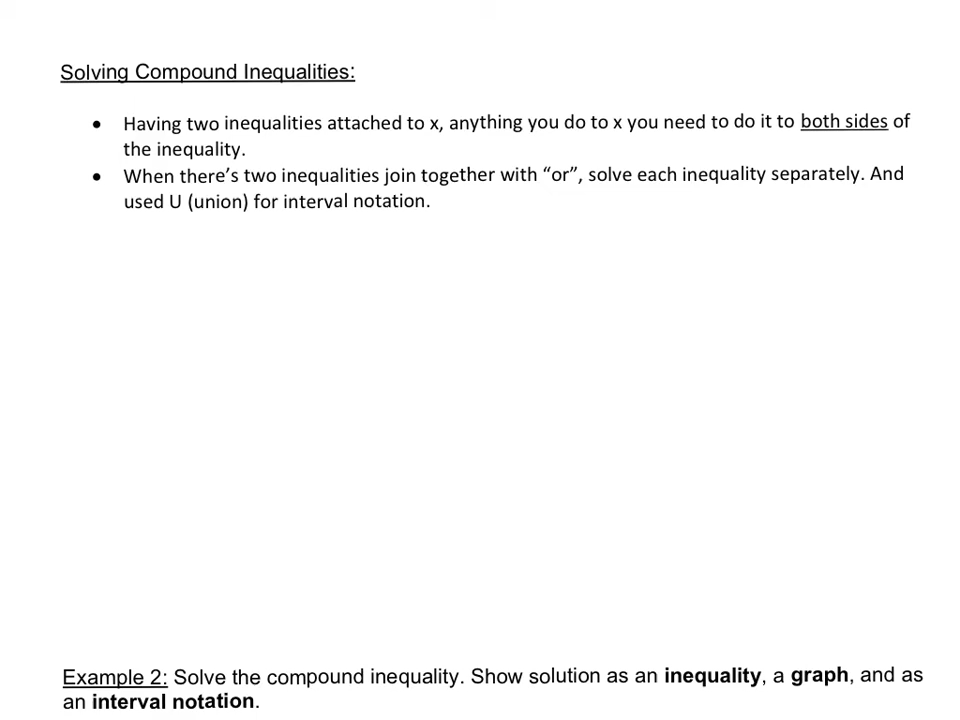 Solving Compound Inequalities:
• Having two inequalities attached to x, anything you do to x you need to do it to both sides of
the inequality.
• When there’s two inequalities join together with “or”, solve each inequality separately. And
used U (union) for interval notation.
Example 2: Solve the compound inequality. Show solution as an inequality, a graph, and as
an interval notation.